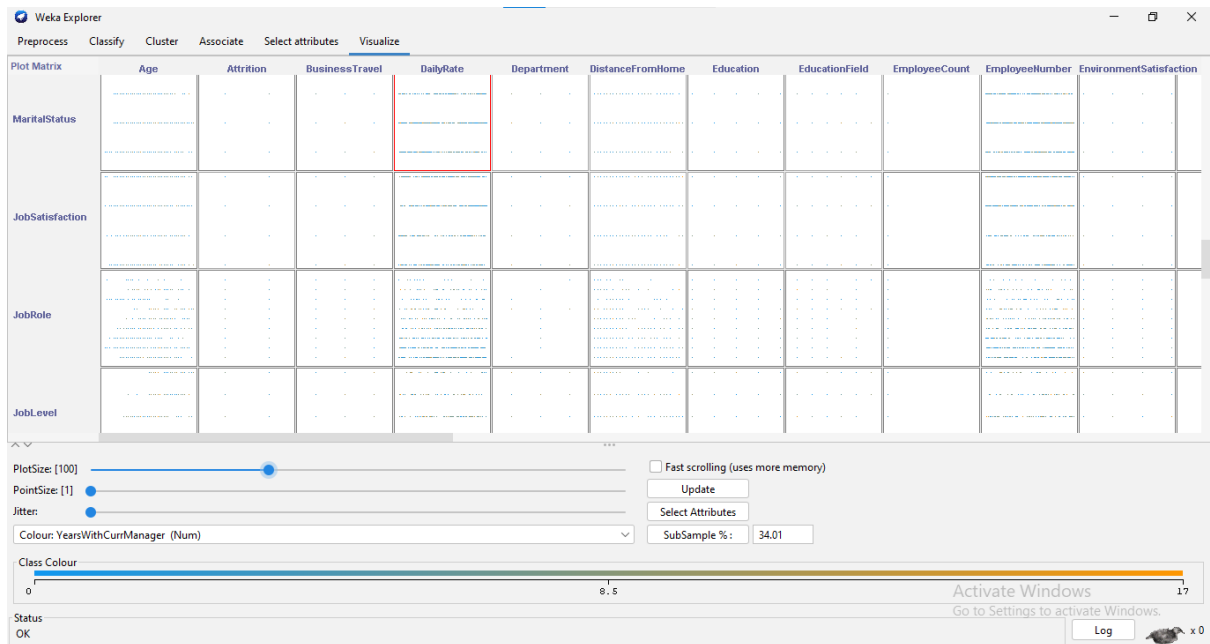 Weka Explorer
Preprocess Classify Cluster Associate Select attributes Visualize
Plot Matrix Age Attrition BusinessTravel DailyRate Department DistanceFromHome Education EducationField EmployeeCount EmployeeNumber EnvironmentSatisfaction
MaritalStatus
JobSatisfaction
JobRole
JobLevel
PlotSize: [100] Fast scrolling (uses more memory)
PointSize: [1] Update
Jitter: Select Attributes
Colour: YearsWithCurrManager (Num) SubSample % : 34.01
Class Colour
0 8.5 17
Activate Windows
Go to Settings to activate Windows.
Status
OK Log x 0